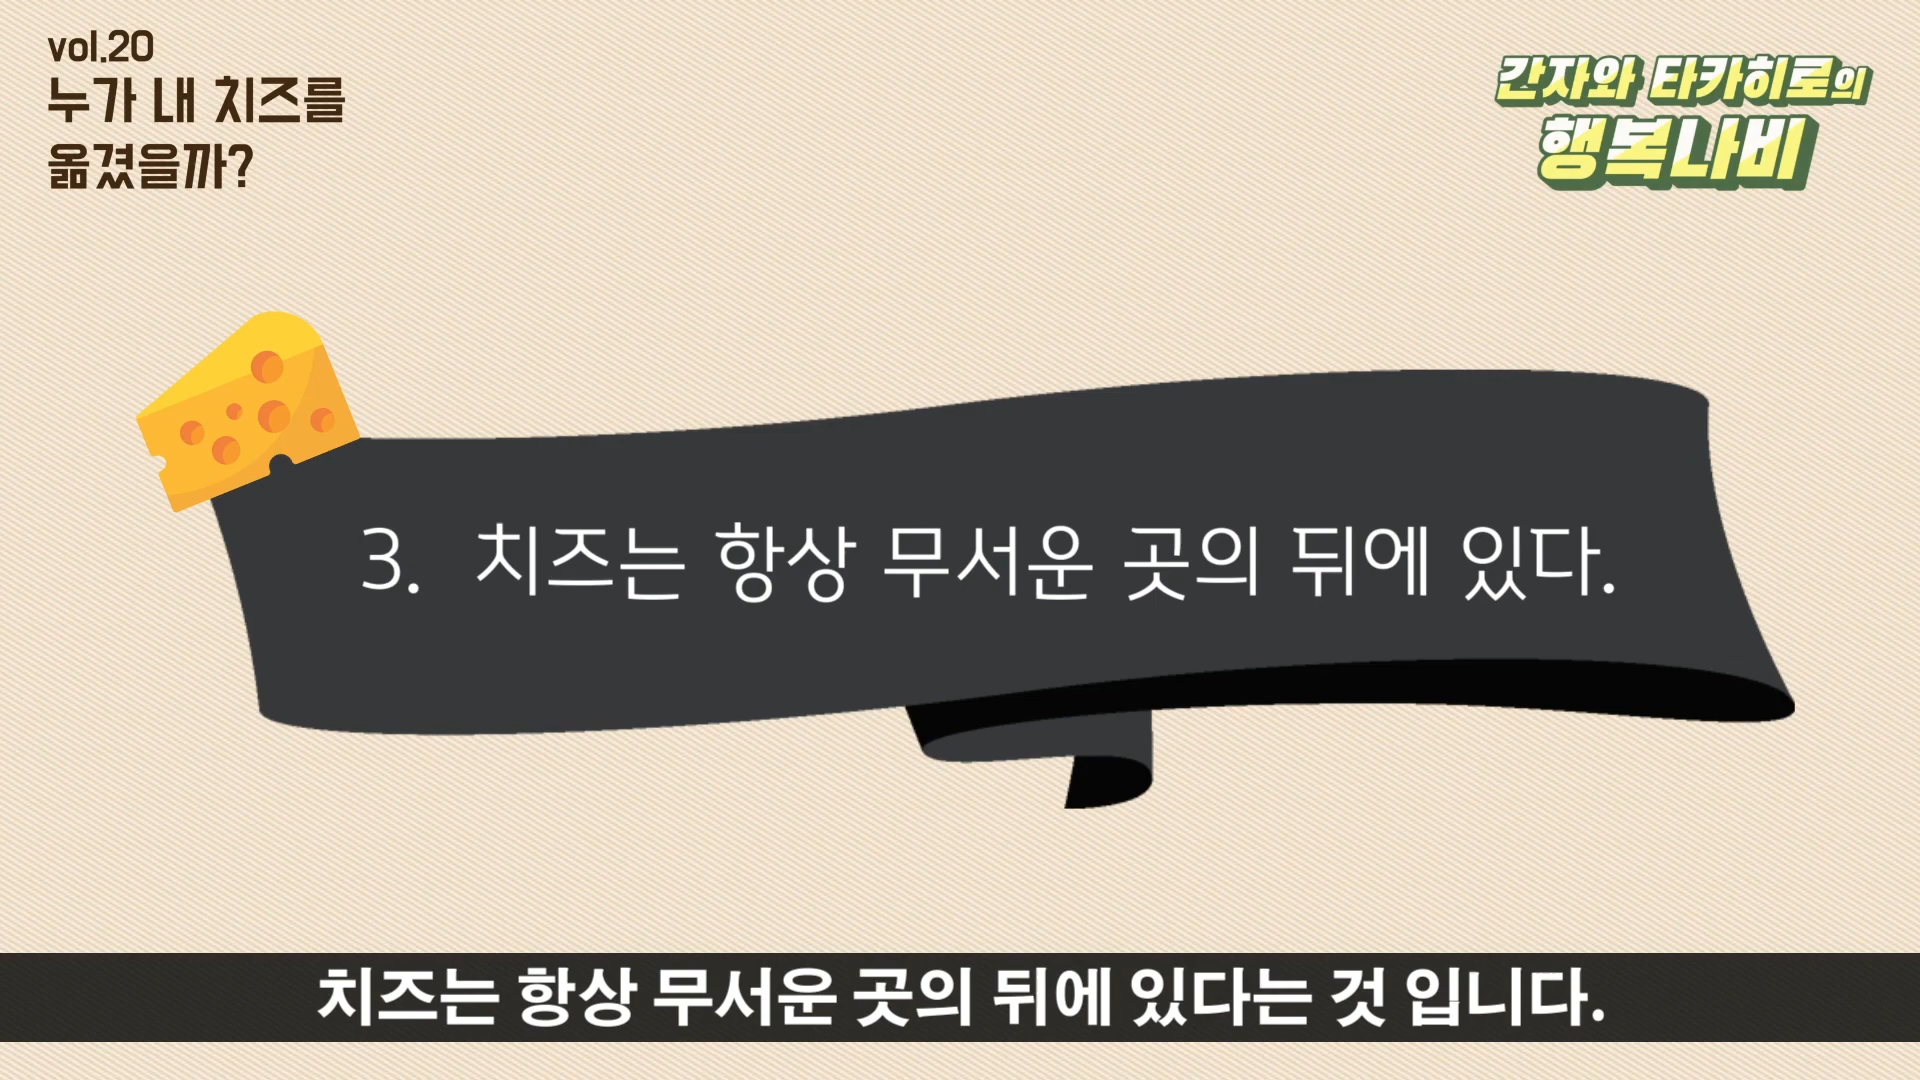 vol.20
누가 내 치즈를
옮겼을까?
간자와 타카히로의
행복나비
3. 치즈는 항상 무서운 곳의 뒤에 있다.
치즈는 항상 무서운 곳의 뒤에 있다는 것 입니다.